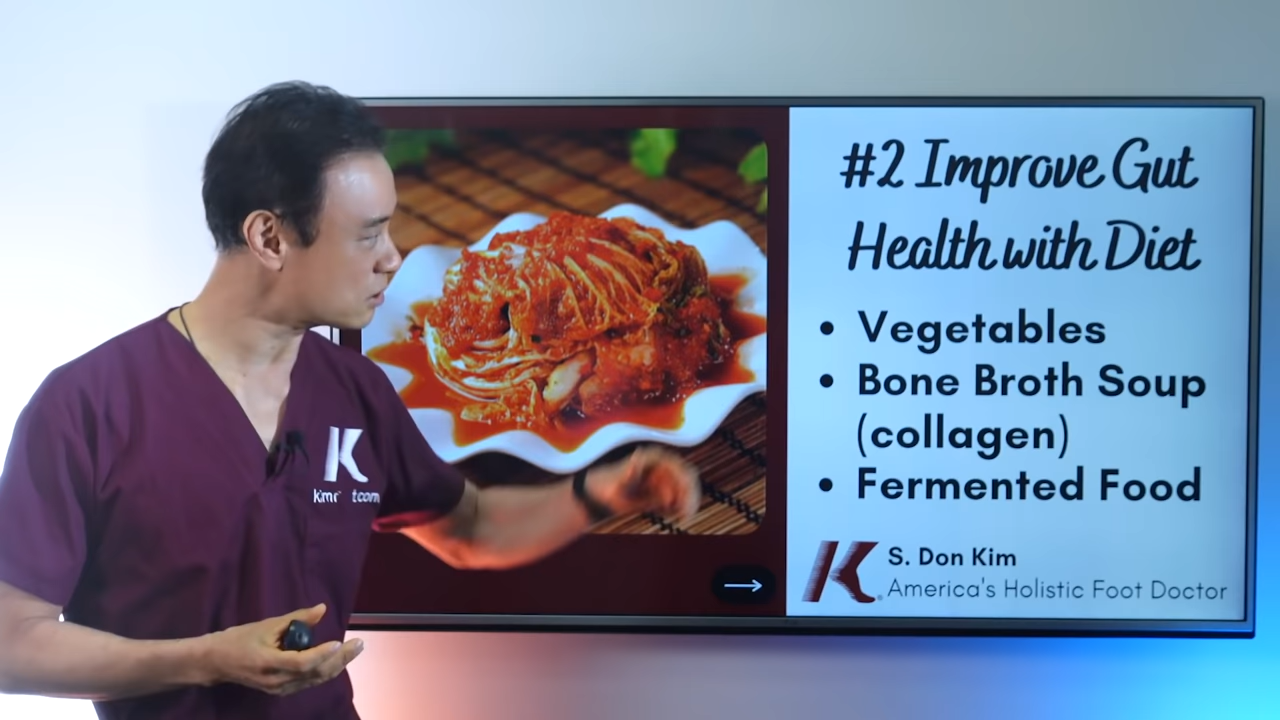 #2 Improve Gut
Health with Diet
• Vegetables
• Bone Broth Soup
(collagen)
• Fermented Food
K
S. Don Kim
America's Holistic Foot Doctor
K